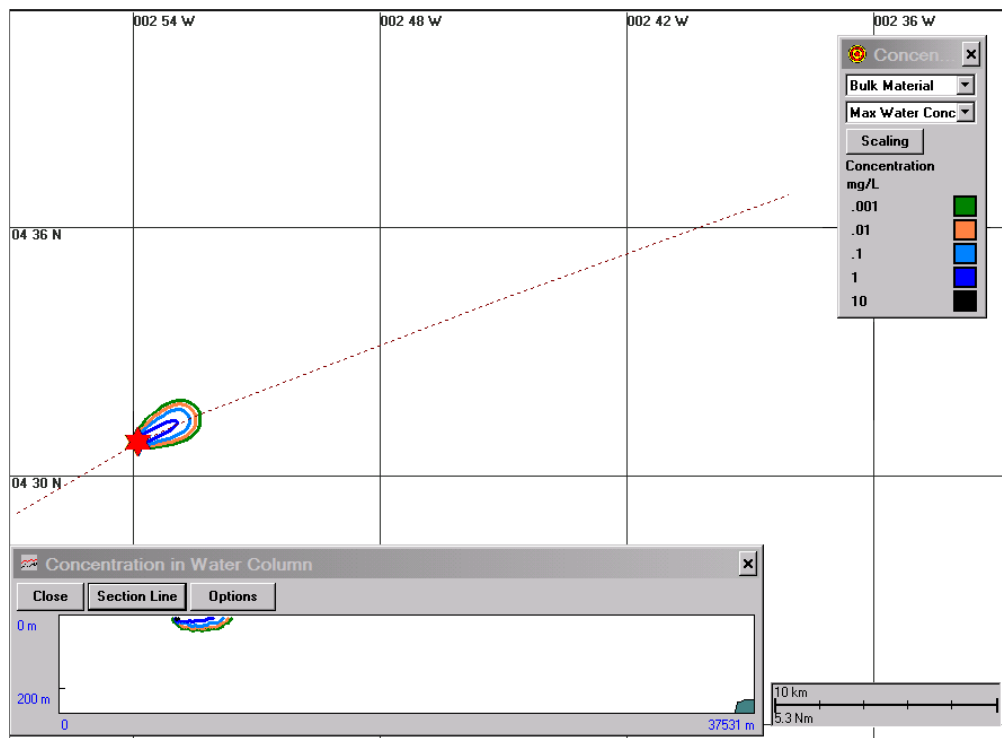 002 54 W
002 48 W
002 42 W
002 36 W
Concen...
Bulk Material
Max Water Conc
Scaling
Concentration
mg/L
.001
.01
.1
1
10
04 36 N
04 30 N
Concentration in Water Column
Close
Section Line
Options
0 m
200 m
0
37531 m
10 km
5.3 Nm